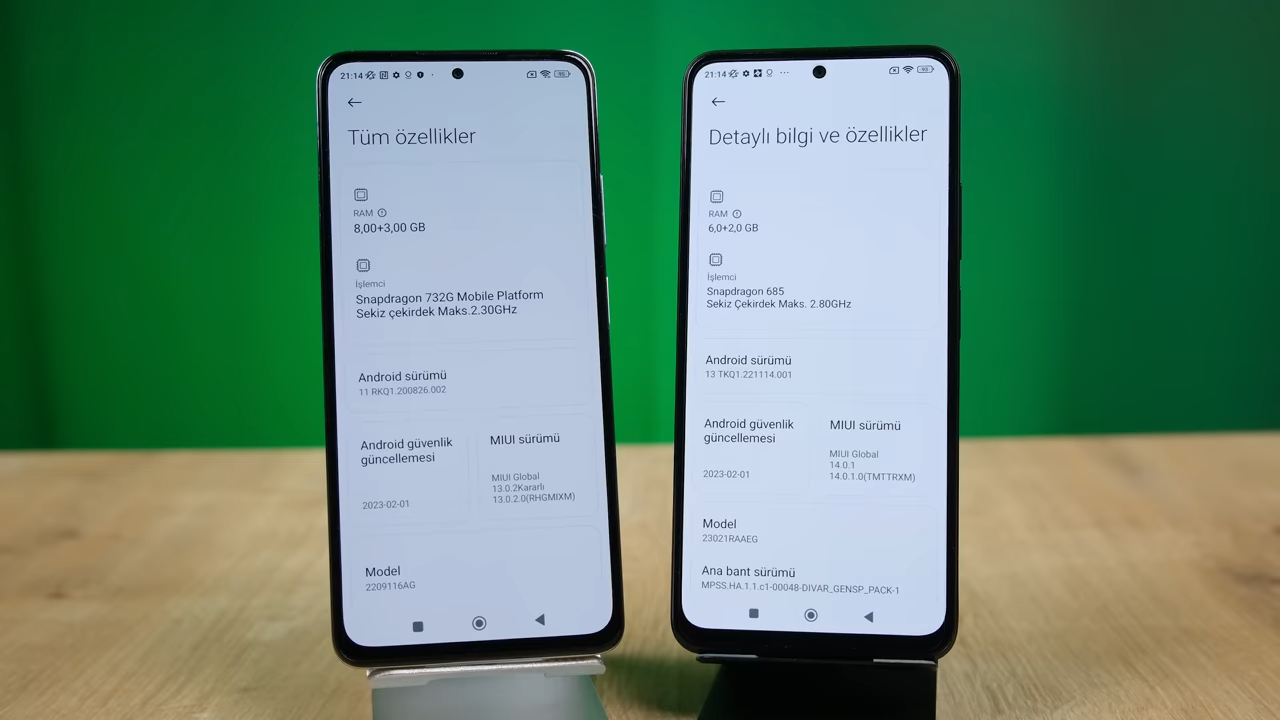 21:14
95
Tüm özellikler
RAM
8,00+3,00 GB
İşlemci
Snapdragon 732G Mobile Platform
Sekiz çekirdek Maks.2.30GHz
Android sürümü
11 RKQ1.200826.002
Android güvenlik
güncellemesi
2023-02-01
MIUI sürümü
MIUI Global
13.0.2Kararlı
13.0.2.0(RHGMIXM)
Model
2209116AG
21:14
93
Detaylı bilgi ve özellikler
RAM
6,0+2,0 GB
İşlemci
Snapdragon 685
Sekiz Çekirdek Maks. 2.80GHz
Android sürümü
13 TKQ1.221114.001
Android güvenlik
güncellemesi
2023-02-01
MIUI sürümü
MIUI Global
14.0.1
14.0.1.0(TMTTRXM)
Model
23021RAAEG
Ana bant sürümü
MPSS.HA.1.1.c1-00048-DIVAR_GENSP_PACK-1